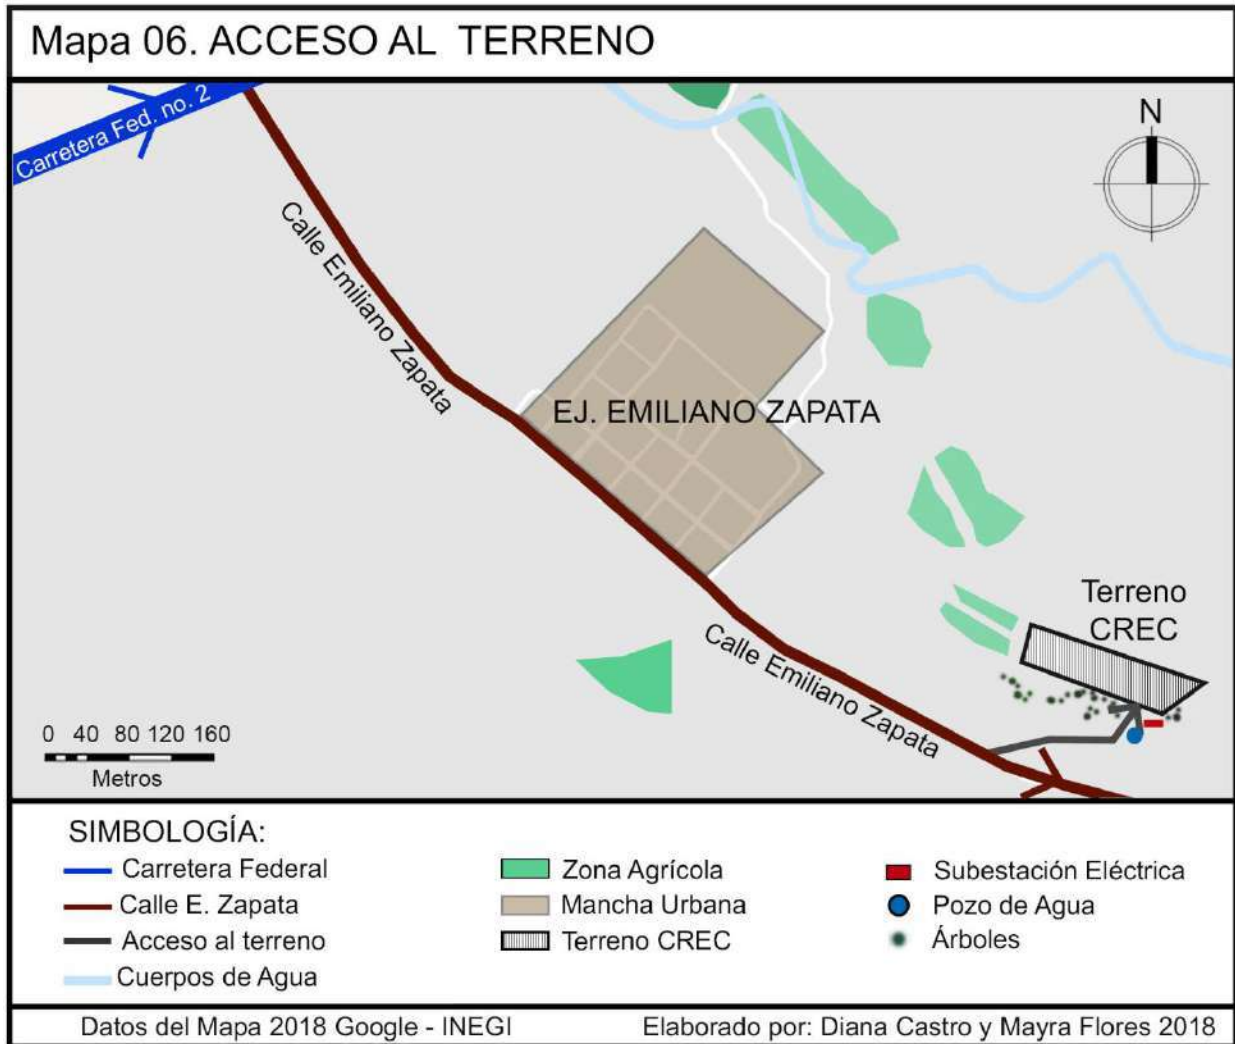 Mapa 06. ACCESO AL TERRENO
Carretera Fed. no. 2
N
Calle Emiliano Zapata
EJ. EMILIANO ZAPATA
Terreno
CREC
Calle Emiliano Zapata
0 40 80 120 160
Metros
SIMBOLOGÍA:
Carretera Federal
Calle E. Zapata
Acceso al terreno
Cuerpos de Agua
Zona Agrícola
Mancha Urbana
Terreno CREC
Subestación Eléctrica
Pozo de Agua
Árboles
Datos del Mapa 2018 Google - INEGI
Elaborado por: Diana Castro y Mayra Flores 2018